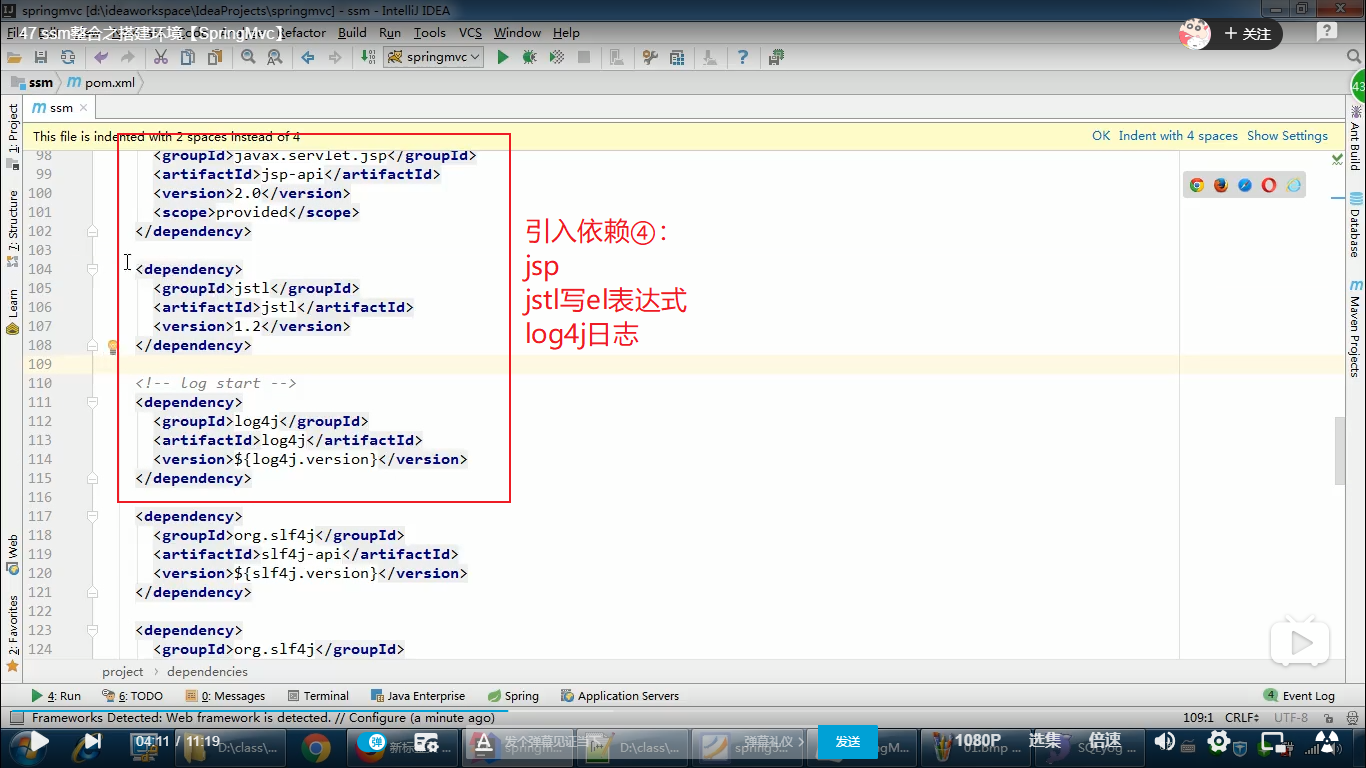 springmvc [d:\ideaworkspace\IdeaProjects\springmvc] - ssm - IntelliJ IDEA
47 ssm整合之搭建环境【SpringMvc】
Refactor Build Run Tools VCS Window Help
+ 关注
springmvc
ssm pom.xml
43
ssm
This file is indented with 2 spaces instead of 4
OK Indent with 4 spaces Show Settings
98 <groupId>javax.servlet.jsp</groupId>
99 <artifactId>jsp-api</artifactId>
100 <version>2.0</version>
101 <scope>provided</scope>
102 </dependency>
103
104 <dependency>
105 <groupId>jstl</groupId>
106 <artifactId>jstl</artifactId>
107 <version>1.2</version>
108 </dependency>
109
110 <!-- log start -->
111 <dependency>
112 <groupId>log4j</groupId>
113 <artifactId>log4j</artifactId>
114 <version>${log4j.version}</version>
115 </dependency>
116
117 <dependency>
118 <groupId>org.slf4j</groupId>
119 <artifactId>slf4j-api</artifactId>
120 <version>${slf4j.version}</version>
121 </dependency>
122
123 <dependency>
124 <groupId>org.slf4j</groupId>
引入依赖④：
jsp
jstl写el表达式
log4j日志
1: Project
7: Structure
Learn
Web
2: Favorites
Ant Build
Database
Maven Projects
project › dependencies
4: Run 6: TODO 0: Messages Terminal Java Enterprise Spring Application Servers
4 Event Log
Frameworks Detected: Web framework is detected. // Configure (a minute ago)
109:1 CRLF UTF-8
04:11 / 11:19
D:\class\...
弹
新标
发个弹幕见证当下
D:\class\...
弹幕礼仪 >
发送
1080P 选集 倍速